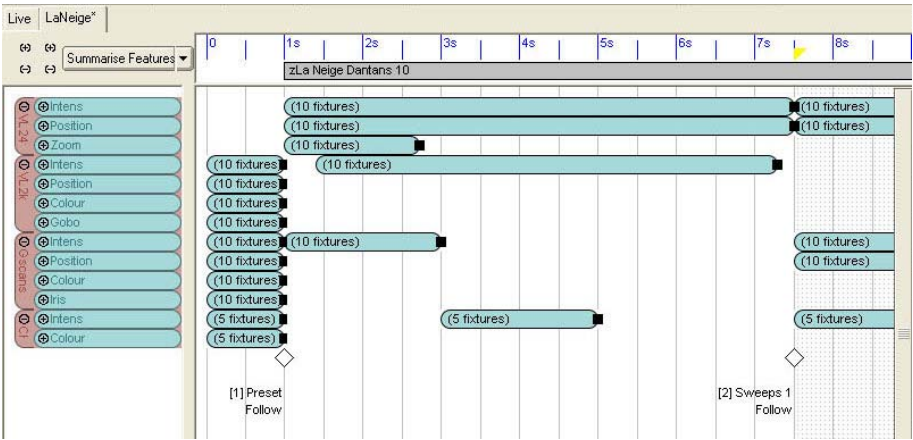 Live LaNeige*
Summarise Features
0 1s 2s 3s 4s 5s 6s 7s 8s
zLa Neige Dantans 10
VL24
Intens (10 fixtures) (10 fixtures)
Position (10 fixtures) (10 fixtures)
Zoom (10 fixtures)
VL2k
Intens (10 fixtures) (10 fixtures)
Position (10 fixtures)
Colour (10 fixtures)
Gobo (10 fixtures)
G scans
Intens (10 fixtures) (10 fixtures) (10 fixtures)
Position (10 fixtures) (10 fixtures)
Colour (10 fixtures)
Iris (10 fixtures)
Intens (5 fixtures) (5 fixtures) (5 fixtures)
Colour (5 fixtures)
[1] Preset
Follow
[2] Sweeps 1
Follow